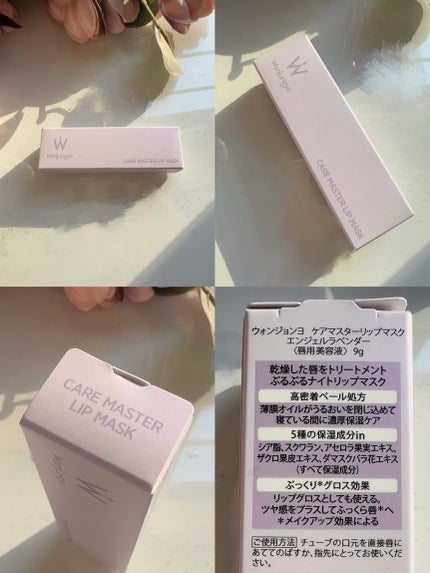 Wonjungyo
CARE MASTER LIP MASK
Wonjungyo
CARE MASTER LIP MASK
CARE MASTER
LIP MASK
ウォンジョンヨ ケアマスターリップマスク
エンジェルラベンダー
〈唇用美容液〉 9g
乾燥した唇をトリートメント
ぷるぷるナイトリップマスク
高密着ベール処方
薄膜オイルがうるおいを閉じ込めて
寝ている間に濃厚保湿ケア
5種の保湿成分in
シア脂、スクワラン、アセロラ果実エキス、
ザクロ果皮エキス、ダマスクバラ花エキス
(すべて保湿成分)
ぷっくり*グロス効果
リップグロスとしても使える。
ツヤ感をプラスしてふっくら唇*へ
*メイクアップ効果による
ご使用方法 チューブの口元を直接唇に
あててのばすか、指先にとってお使いくだ
さい。